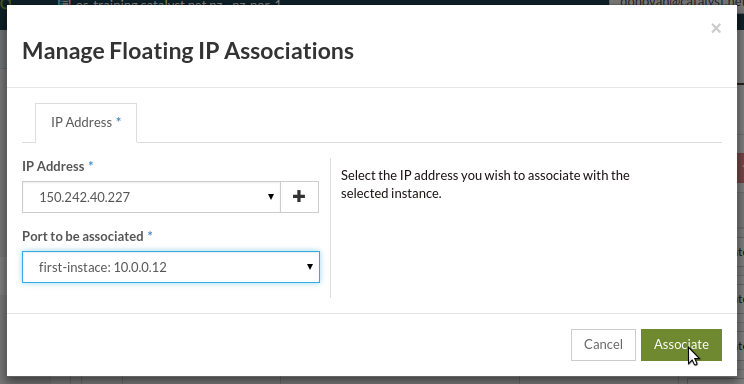 ×
Manage Floating IP Associations
IP Address *
IP Address *
150.242.40.227
Select the IP address you wish to associate with the
selected instance.
Port to be associated *
first-instace: 10.0.0.12
Cancel
Associate